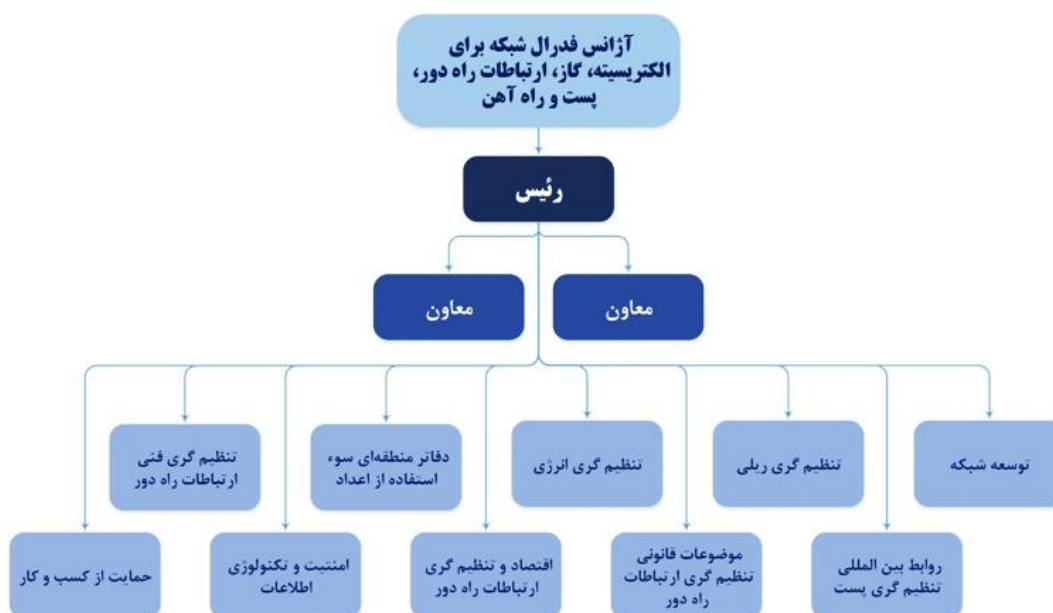 آژانس فدرال شبکه برای
الکتریسیته، گاز، ارتباطات راه دور،
پست و راه آهن
رئیس
معاون
معاون
توسعه شبکه
تنظیم گری ریلی
تنظیم گری انرژی
دفاتر منطقه‌ای سوء
استفاده از اعداد
تنظیم گری فنی
ارتباطات راه دور
روابط بین المللی
تنظیم گری پست
موضوعات قانونی
تنظیم گری ارتباطات
راه دور
اقتصاد و تنظیم گری
ارتباطات راه دور
امنتیت و تکنولوژی
اطلاعات
حمایت از کسب و کار